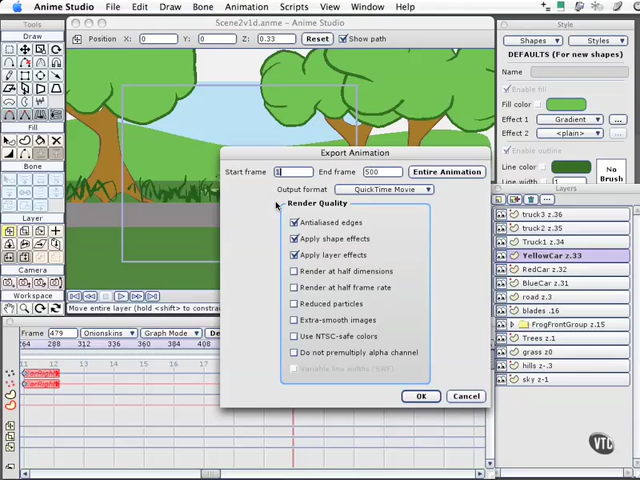 Anime Studio File Edit Draw Bone Animation Scripts View Window Help
Tools
Draw
Fill
Bone
Layer
Camera
Workspace
Scene2v1d.anme - Anime Studio
Position X: 0 Y: 0 Z: 0.33 Reset Show path
Style
Shapes Styles
DEFAULTS (For new shapes)
Name
Enable fill
Fill color
Effect 1 Gradient ...
Effect 2 <plain> ...
Line color
Line width
No Brush
Layers
truck3 z.36
truck2 z.35
Truck1 z.34
YellowCar z.33
RedCar z.32
BlueCar z.31
road z.3
blades .16
FrogFrontGroup z.15
Trees z.1
grass z0
hills z-.3
sky z-1
Export Animation
Start frame 1 End frame 500 Entire Animation
Output format QuickTime Movie
Render Quality
Antialiased edges
Apply shape effects
Apply layer effects
Render at half dimensions
Render at half frame rate
Reduced particles
Extra-smooth images
Use NTSC-safe colors
Do not premultiply alpha channel
Variable line widths (SWF)
OK Cancel
Move entire layer (hold <shift> to constrai
Frame 479 Onionskins Graph Mode De
264 288 312 336 360 384 408
11 12 13 14 15 16 17
VTC